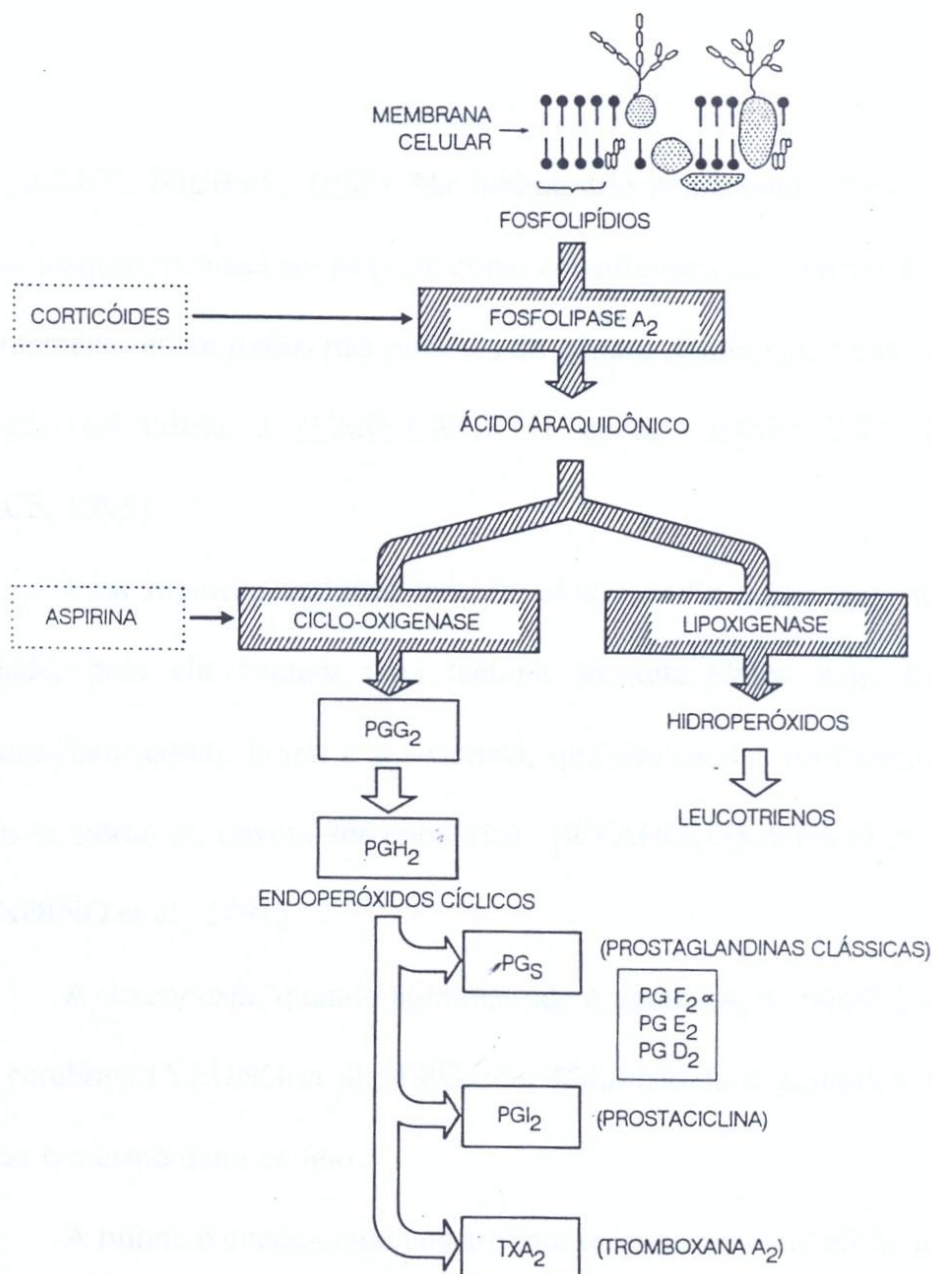 MEMBRANA
CELULAR
FOSFOLIPÍDIOS
CORTICÓIDES
FOSFOLIPASE A₂
ÁCIDO ARAQUIDÔNICO
ASPIRINA
CICLO-OXIGENASE
LIPOXIGENASE
PGG₂
HIDROPERÓXIDOS
PGH₂
LEUCOTRIENOS
ENDOPERÓXIDOS CÍCLICOS
PGS
(PROSTAGLANDINAS CLÁSSICAS)
PG F₂ ∝
PG E₂
PG D₂
PGI₂
(PROSTACICLINA)
TXA₂
(TROMBOXANA A₂)